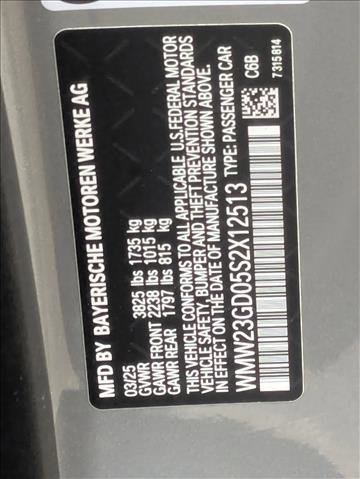 MFD BY BAYERISCHE MOTOREN WERKE AG
03/25
GVWR 3825 lbs 1735 kg
GAWR FRONT 2238 lbs 1015 kg
GAWR REAR 1797 lbs 815 kg
THIS VEHICLE CONFORMS TO ALL APPLICABLE U.S. FEDERAL MOTOR
VEHICLE SAFETY, BUMPER AND THEFT PREVENTION STANDARDS
IN EFFECT ON THE DATE OF MANUFACTURE SHOWN ABOVE.
WMW23GD05S2X12513 TYPE: PASSENGER CAR
C6B
7315814